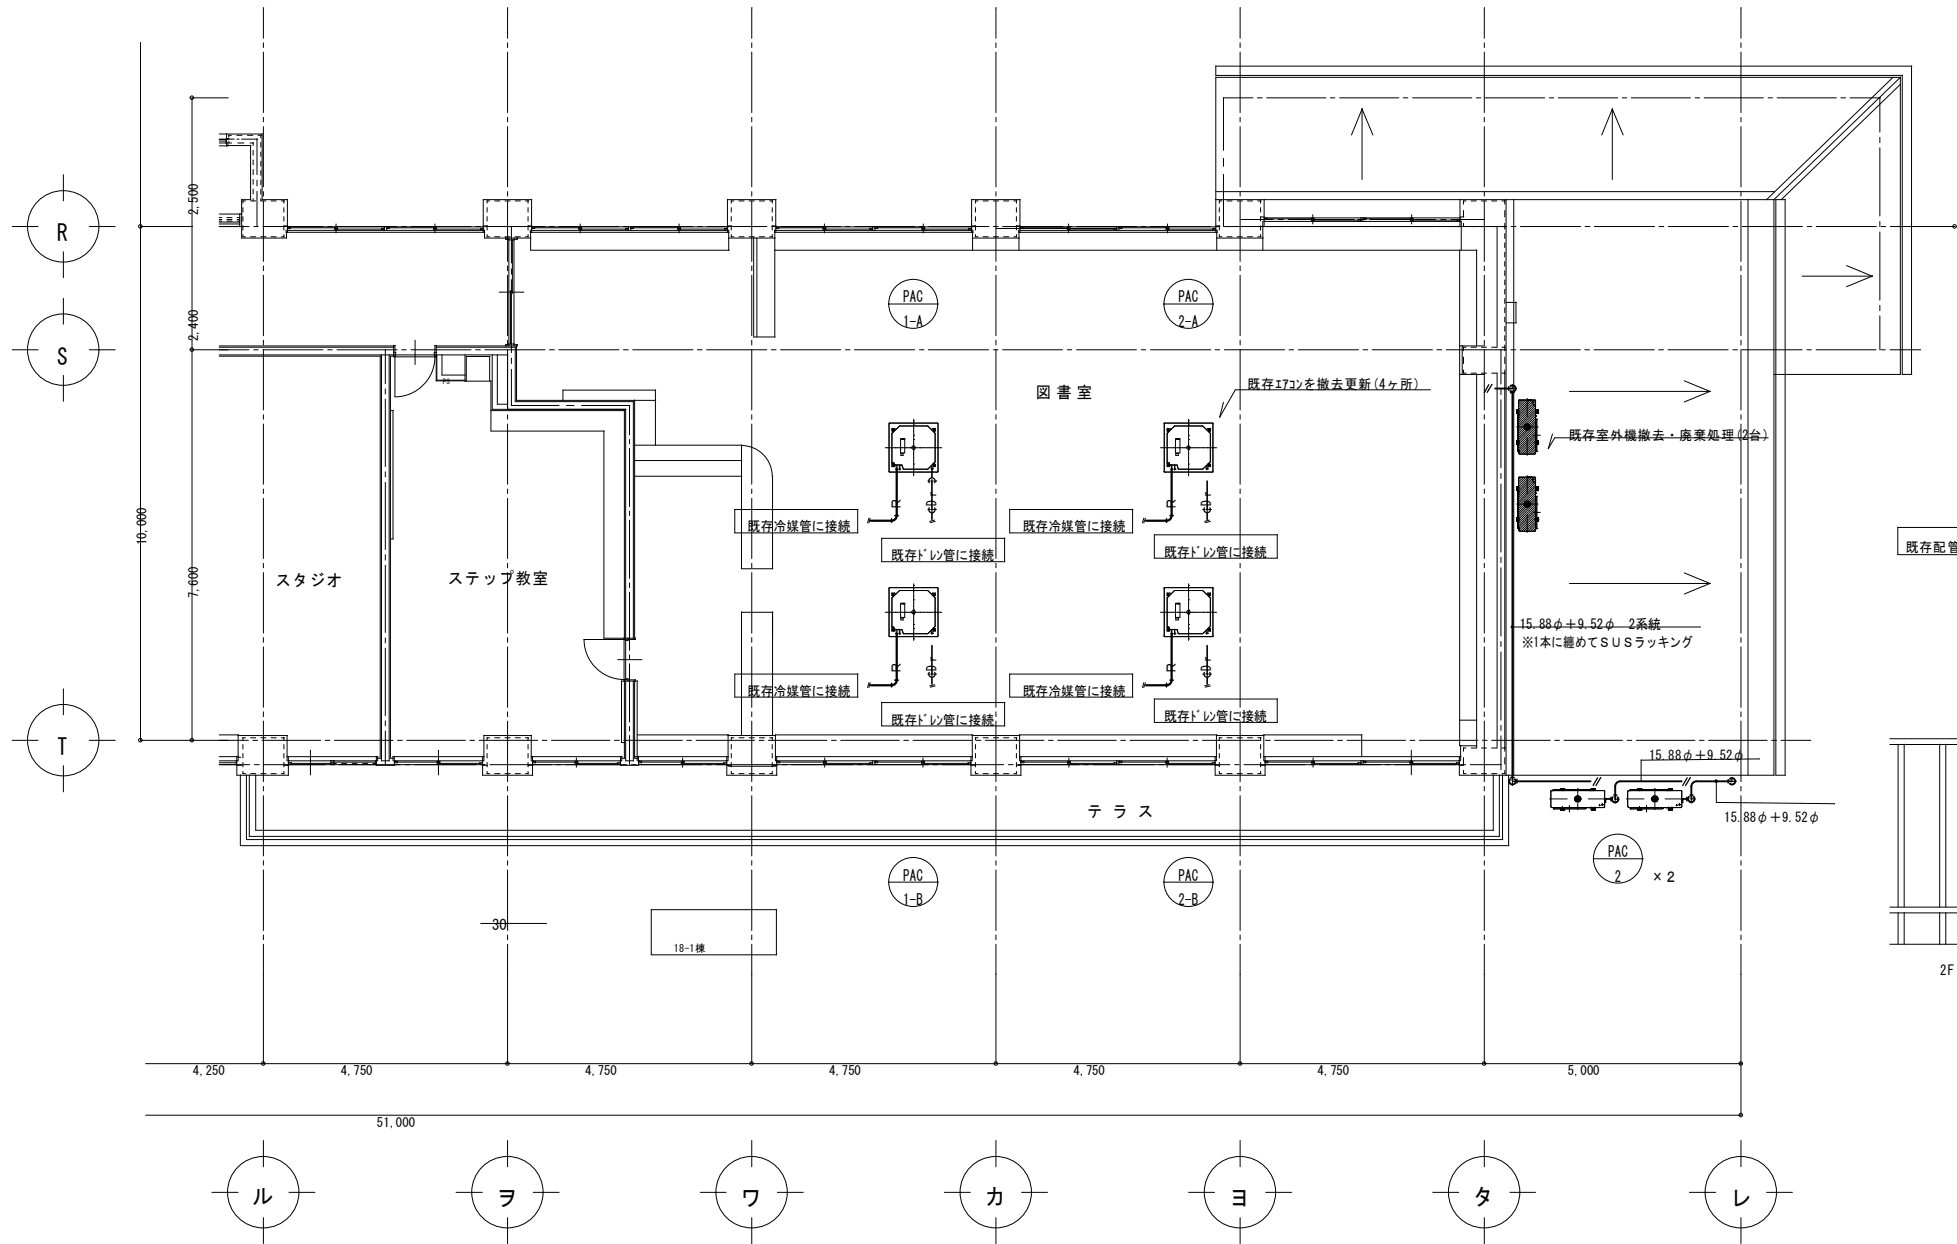 R
S
T
2,500
2,400
7,600
10,000
PAC
1-A
PAC
2-A
図書室
既存エアコンを撤去更新(4ヶ所)
既存室外機撤去・廃棄処理(2台)
PS
R
R
既存冷媒管に接続
既存冷媒管に接続
既存ドレン管に接続
既存ドレン管に接続
既存配管
スタジオ
ステップ教室
15.88φ+9.52φ 2系統
※1本に纏めてSUSラッキング
R
R
既存冷媒管に接続
既存冷媒管に接続
既存ドレン管に接続
既存ドレン管に接続
15.88φ+9.52φ
テラス
15.88φ+9.52φ
PAC
1-B
PAC
2-B
PAC
2
×2
30
18-1棟
2F
4,250
4,750
4,750
4,750
4,750
4,750
5,000
51,000
ル
ヲ
ワ
カ
ヨ
タ
レ